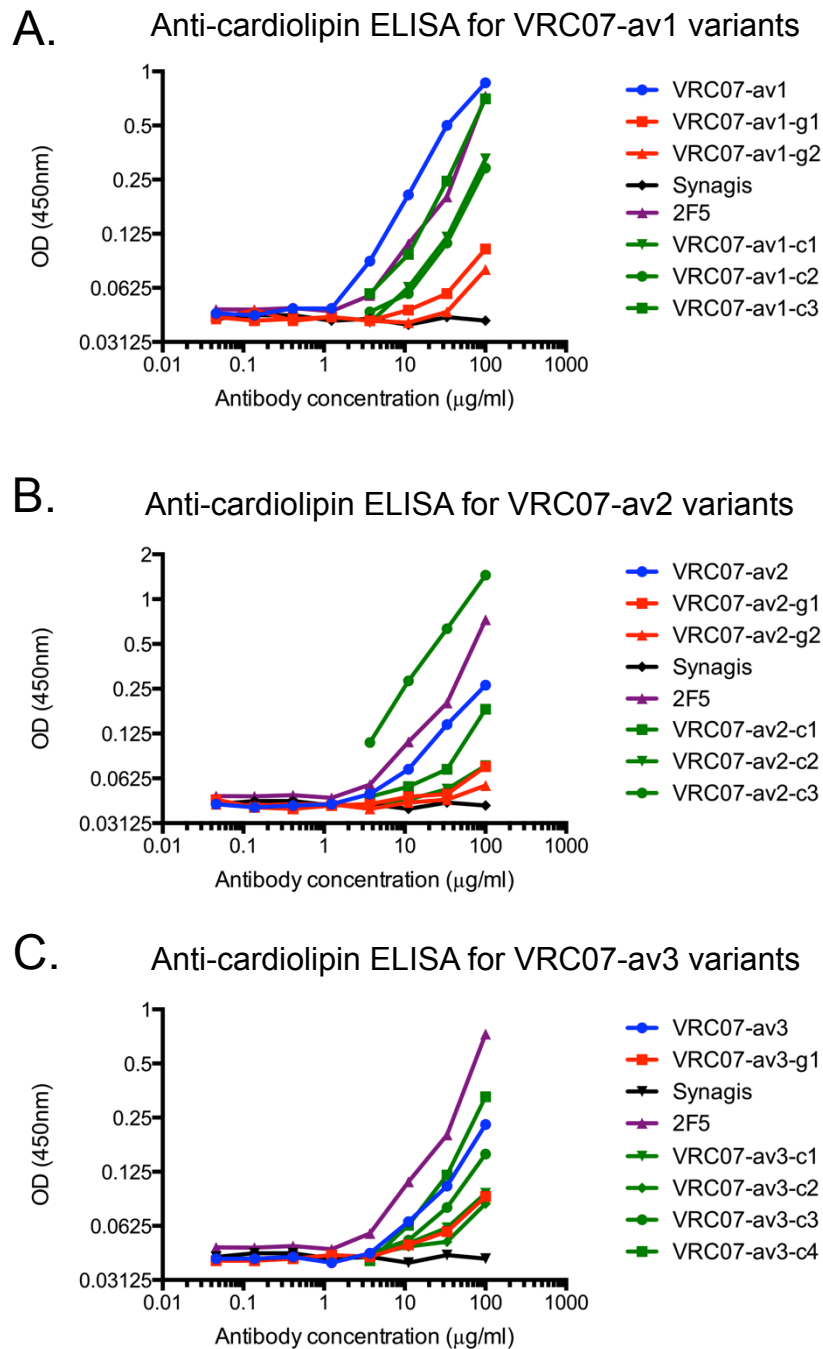 A. Anti-cardiolipin ELISA for VRC07-av1 variants
1
0.5
0.25
0.125
0.0625
0.03125
OD (450nm)
0.01 0.1 1 10 100 1000
Antibody concentration (μg/ml)
VRC07-av1
VRC07-av1-g1
VRC07-av1-g2
Synagis
2F5
VRC07-av1-c1
VRC07-av1-c2
VRC07-av1-c3
B. Anti-cardiolipin ELISA for VRC07-av2 variants
2
1
0.5
0.25
0.125
0.0625
0.03125
OD (450nm)
0.01 0.1 1 10 100 1000
Antibody concentration (μg/ml)
VRC07-av2
VRC07-av2-g1
VRC07-av2-g2
Synagis
2F5
VRC07-av2-c1
VRC07-av2-c2
VRC07-av2-c3
C. Anti-cardiolipin ELISA for VRC07-av3 variants
1
0.5
0.25
0.125
0.0625
0.03125
OD (450nm)
0.01 0.1 1 10 100 1000
Antibody concentration (μg/ml)
VRC07-av3
VRC07-av3-g1
Synagis
2F5
VRC07-av3-c1
VRC07-av3-c2
VRC07-av3-c3
VRC07-av3-c4